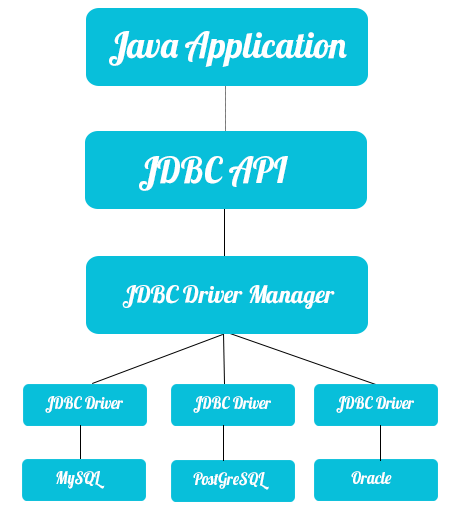 Java Application
JDBC API
JDBC Driver Manager
JDBC Driver JDBC Driver JDBC Driver
MySQL PostGreSQL Oracle